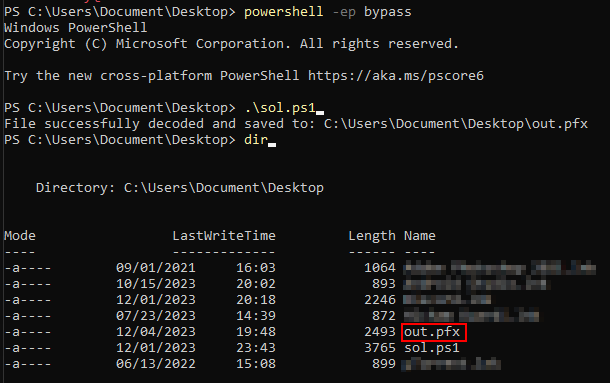 PS C:\Users\Document\Desktop> powershell -ep bypass
Windows PowerShell
Copyright (C) Microsoft Corporation. All rights reserved.
Try the new cross-platform PowerShell https://aka.ms/pscore6
PS C:\Users\Document\Desktop> .\sol.ps1
File successfully decoded and saved to: C:\Users\Document\Desktop\out.pfx
PS C:\Users\Document\Desktop> dir
Directory: C:\Users\Document\Desktop
Mode LastWriteTime Length Name
---- ------------- ------ ----
-a---- 09/01/2021 16:03 1064
-a---- 10/15/2023 20:02 893
-a---- 12/01/2023 20:18 2246
-a---- 07/23/2023 14:39 872
-a---- 12/04/2023 19:48 2493 out.pfx
-a---- 12/01/2023 23:43 3765 sol.ps1
-a---- 06/13/2022 15:08 899